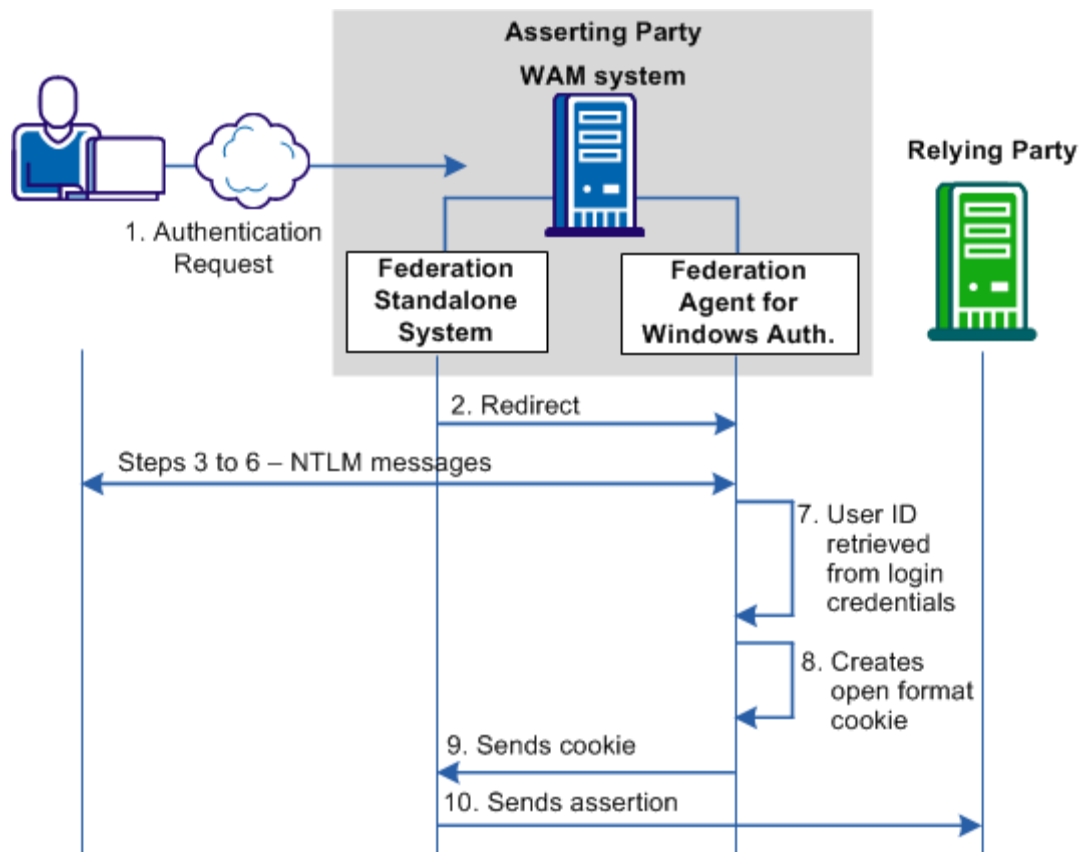 Asserting Party
WAM system
Relying Party
1. Authentication
Request
Federation
Standalone
System
Federation
Agent for
Windows Auth.
2. Redirect
Steps 3 to 6 – NTLM messages
7. User ID
retrieved
from login
credentials
8. Creates
open format
cookie
9. Sends cookie
10. Sends assertion